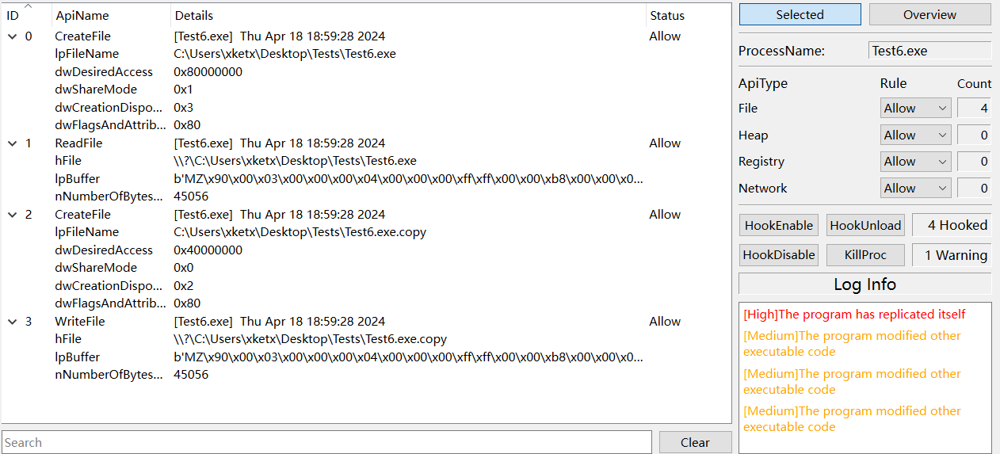 ID ApiName Details Status
0 CreateFile [Test6.exe] Thu Apr 18 18:59:28 2024 Allow
lpFileName C:\Users\xketx\Desktop\Tests\Test6.exe
dwDesiredAccess 0x80000000
dwShareMode 0x1
dwCreationDispo... 0x3
dwFlagsAndAttrib... 0x80
1 ReadFile [Test6.exe] Thu Apr 18 18:59:28 2024 Allow
hFile \\?\C:\Users\xketx\Desktop\Tests\Test6.exe
lpBuffer b'MZ\x90\x00\x03\x00\x00\x00\x04\x00\x00\x00\xff\xff\x00\x00\xb8\x00\x00\x0...
nNumberOfBytes... 45056
2 CreateFile [Test6.exe] Thu Apr 18 18:59:28 2024 Allow
lpFileName C:\Users\xketx\Desktop\Tests\Test6.exe.copy
dwDesiredAccess 0x40000000
dwShareMode 0x0
dwCreationDispo... 0x2
dwFlagsAndAttrib... 0x80
3 WriteFile [Test6.exe] Thu Apr 18 18:59:28 2024 Allow
hFile \\?\C:\Users\xketx\Desktop\Tests\Test6.exe.copy
lpBuffer b'MZ\x90\x00\x03\x00\x00\x00\x04\x00\x00\x00\xff\xff\x00\x00\xb8\x00\x00\x0...
nNumberOfBytes... 45056
Search Clear
Selected Overview
ProcessName: Test6.exe
ApiType Rule Count
File Allow 4
Heap Allow 0
Registry Allow 0
Network Allow 0
HookEnable HookUnload 4 Hooked
HookDisable KillProc 1 Warning
Log Info
[High]The program has replicated itself
[Medium]The program modified other
executable code
[Medium]The program modified other
executable code
[Medium]The program modified other
executable code